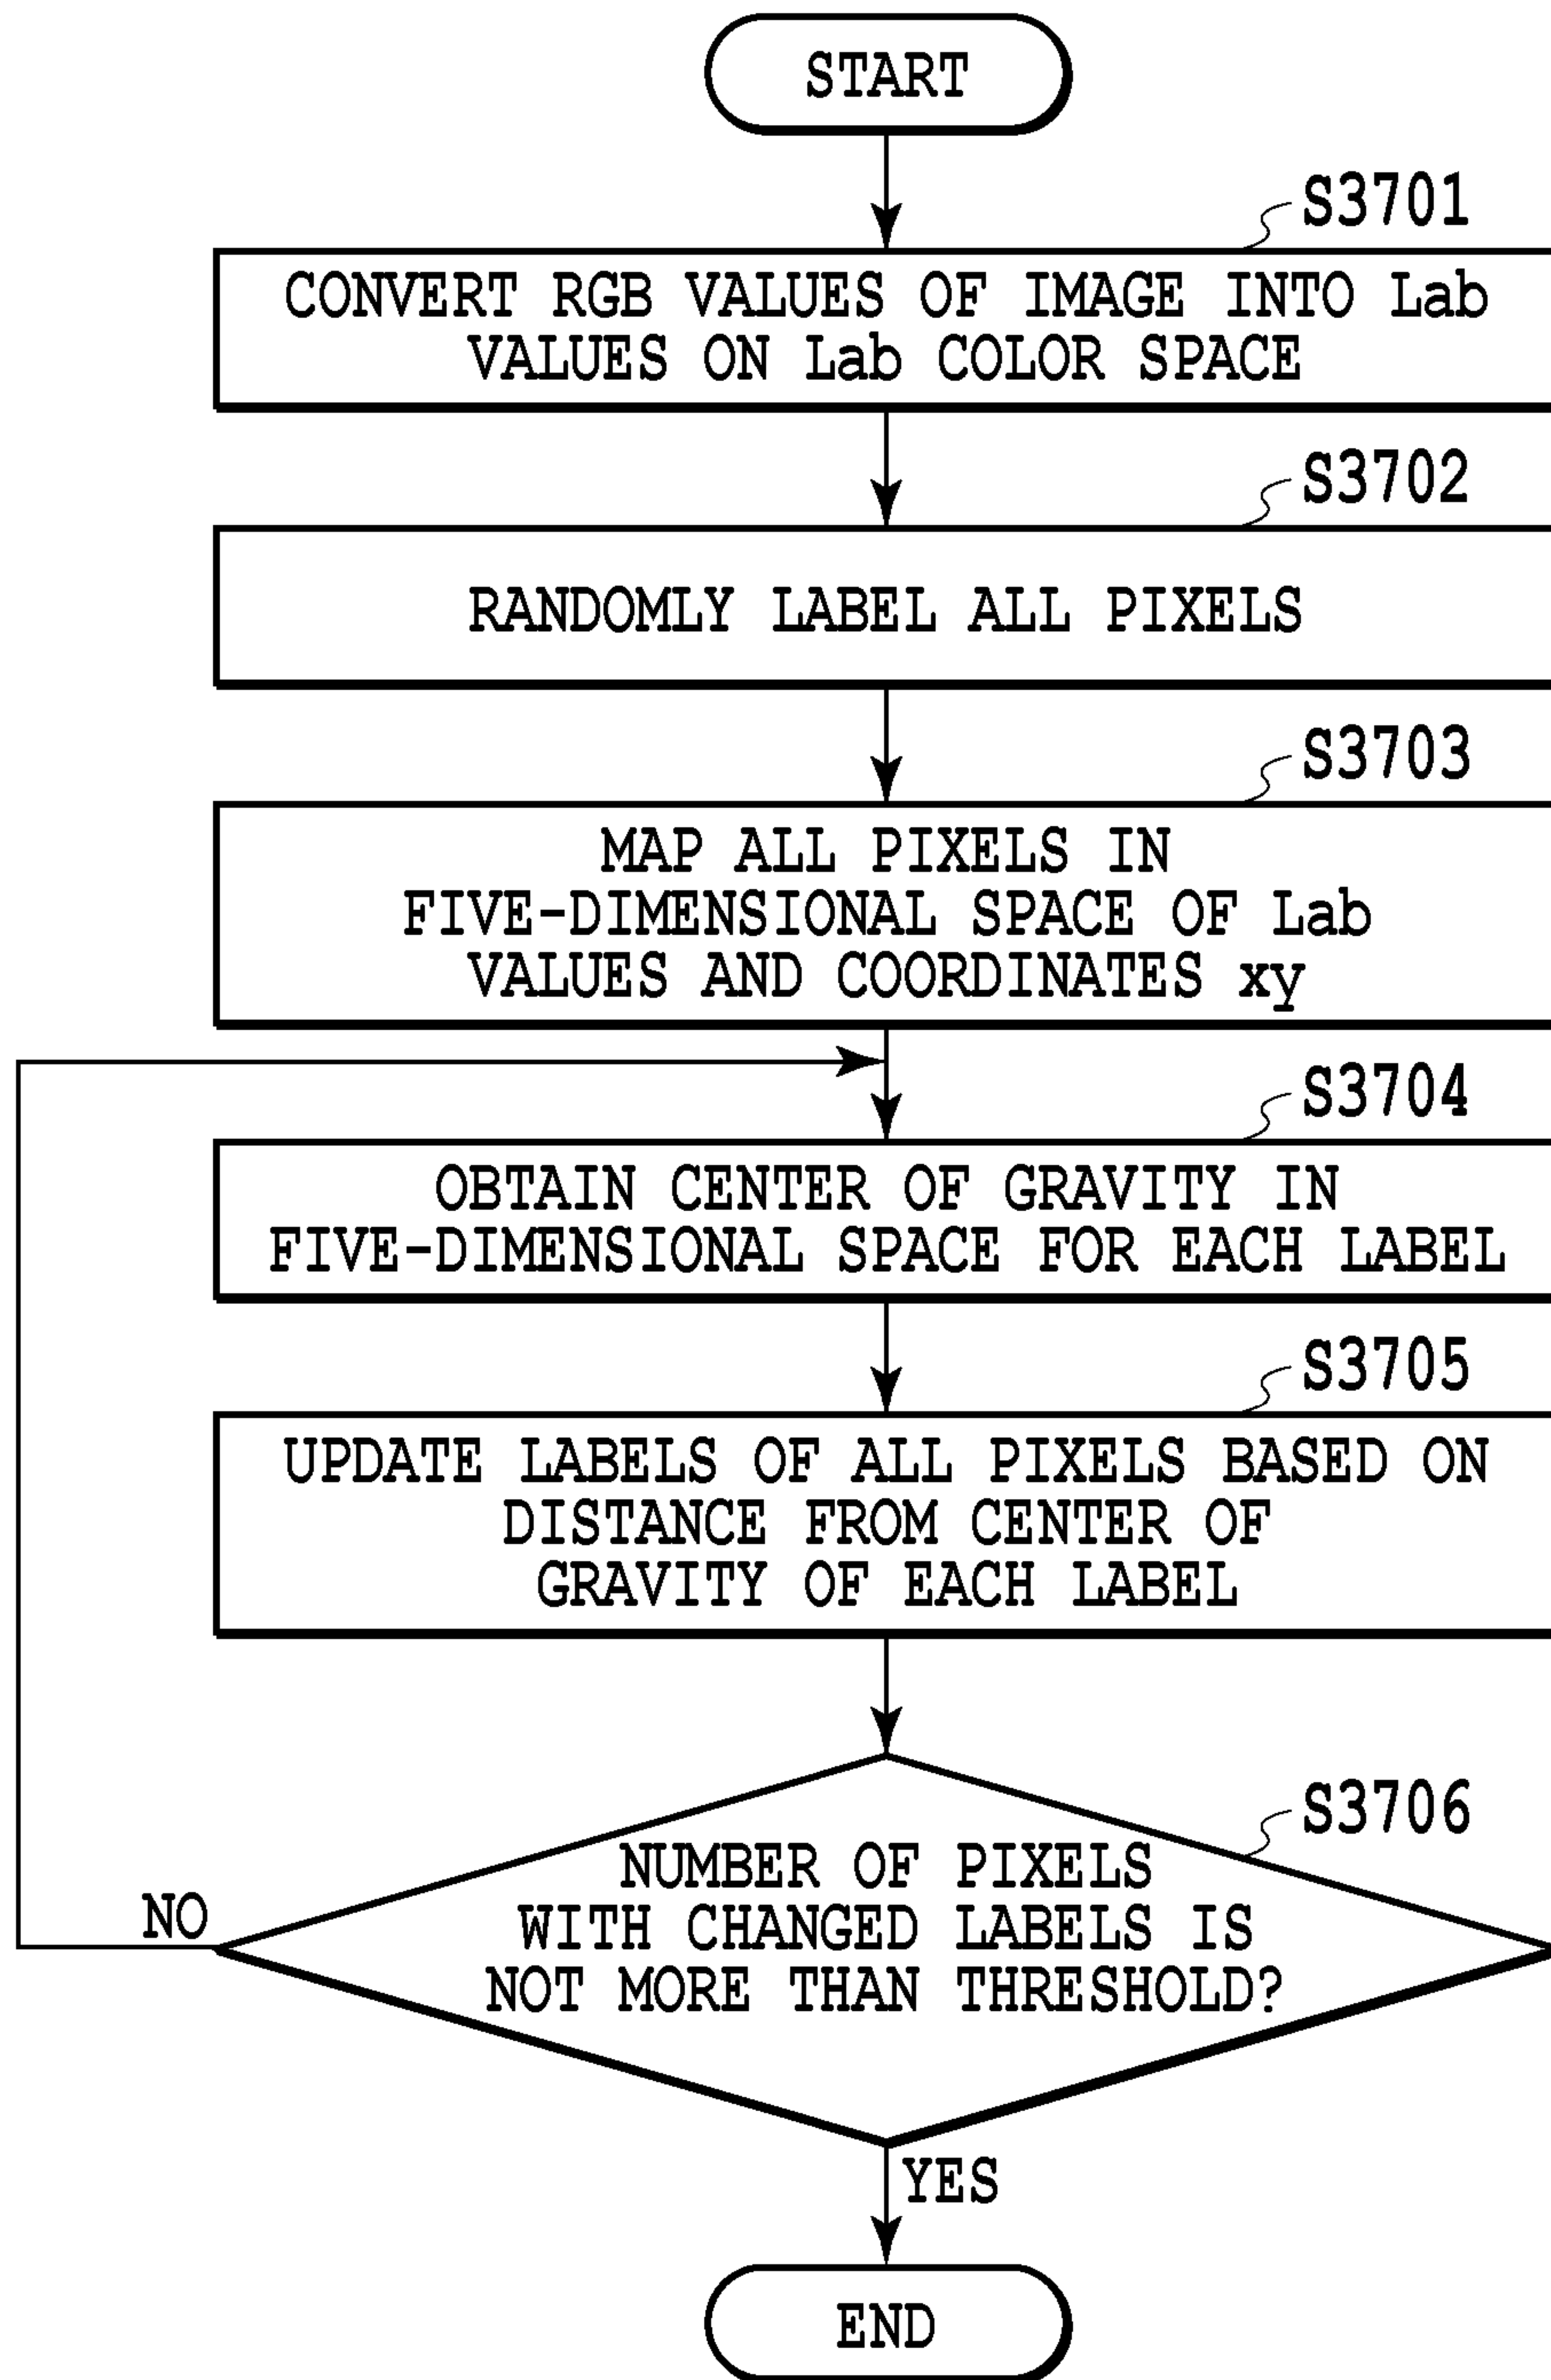 START
S3701
CONVERT RGB VALUES OF IMAGE INTO Lab
VALUES ON Lab COLOR SPACE
S3702
RANDOMLY LABEL ALL PIXELS
S3703
MAP ALL PIXELS IN
FIVE-DIMENSIONAL SPACE OF Lab
VALUES AND COORDINATES xy
S3704
OBTAIN CENTER OF GRAVITY IN
FIVE-DIMENSIONAL SPACE FOR EACH LABEL
S3705
UPDATE LABELS OF ALL PIXELS BASED ON
DISTANCE FROM CENTER OF
GRAVITY OF EACH LABEL
S3706
NUMBER OF PIXELS
WITH CHANGED LABELS IS
NOT MORE THAN THRESHOLD?
NO
YES
END